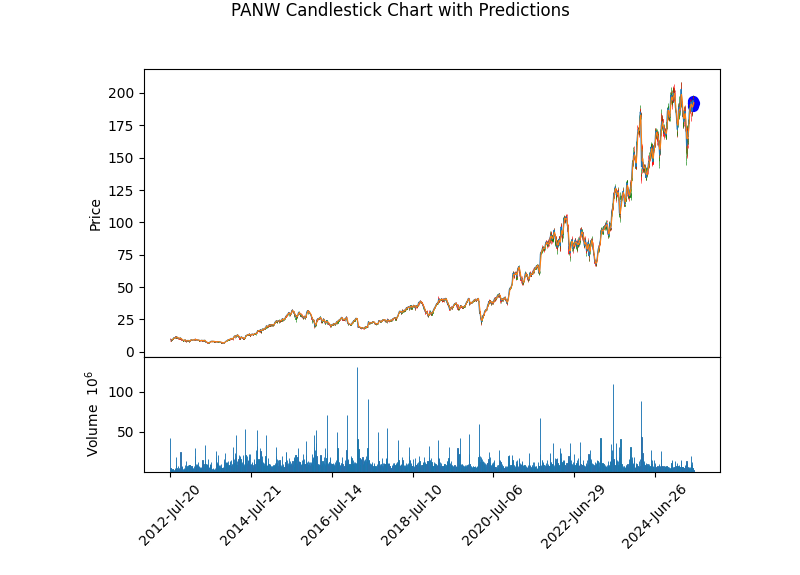 PANW Candlestick Chart with Predictions
200
175
150
125
100
75
50
25
0
Price
100
50
Volume 10^6
2012-Jul-20
2014-Jul-21
2016-Jul-14
2018-Jul-10
2020-Jul-06
2022-Jun-29
2024-Jun-26